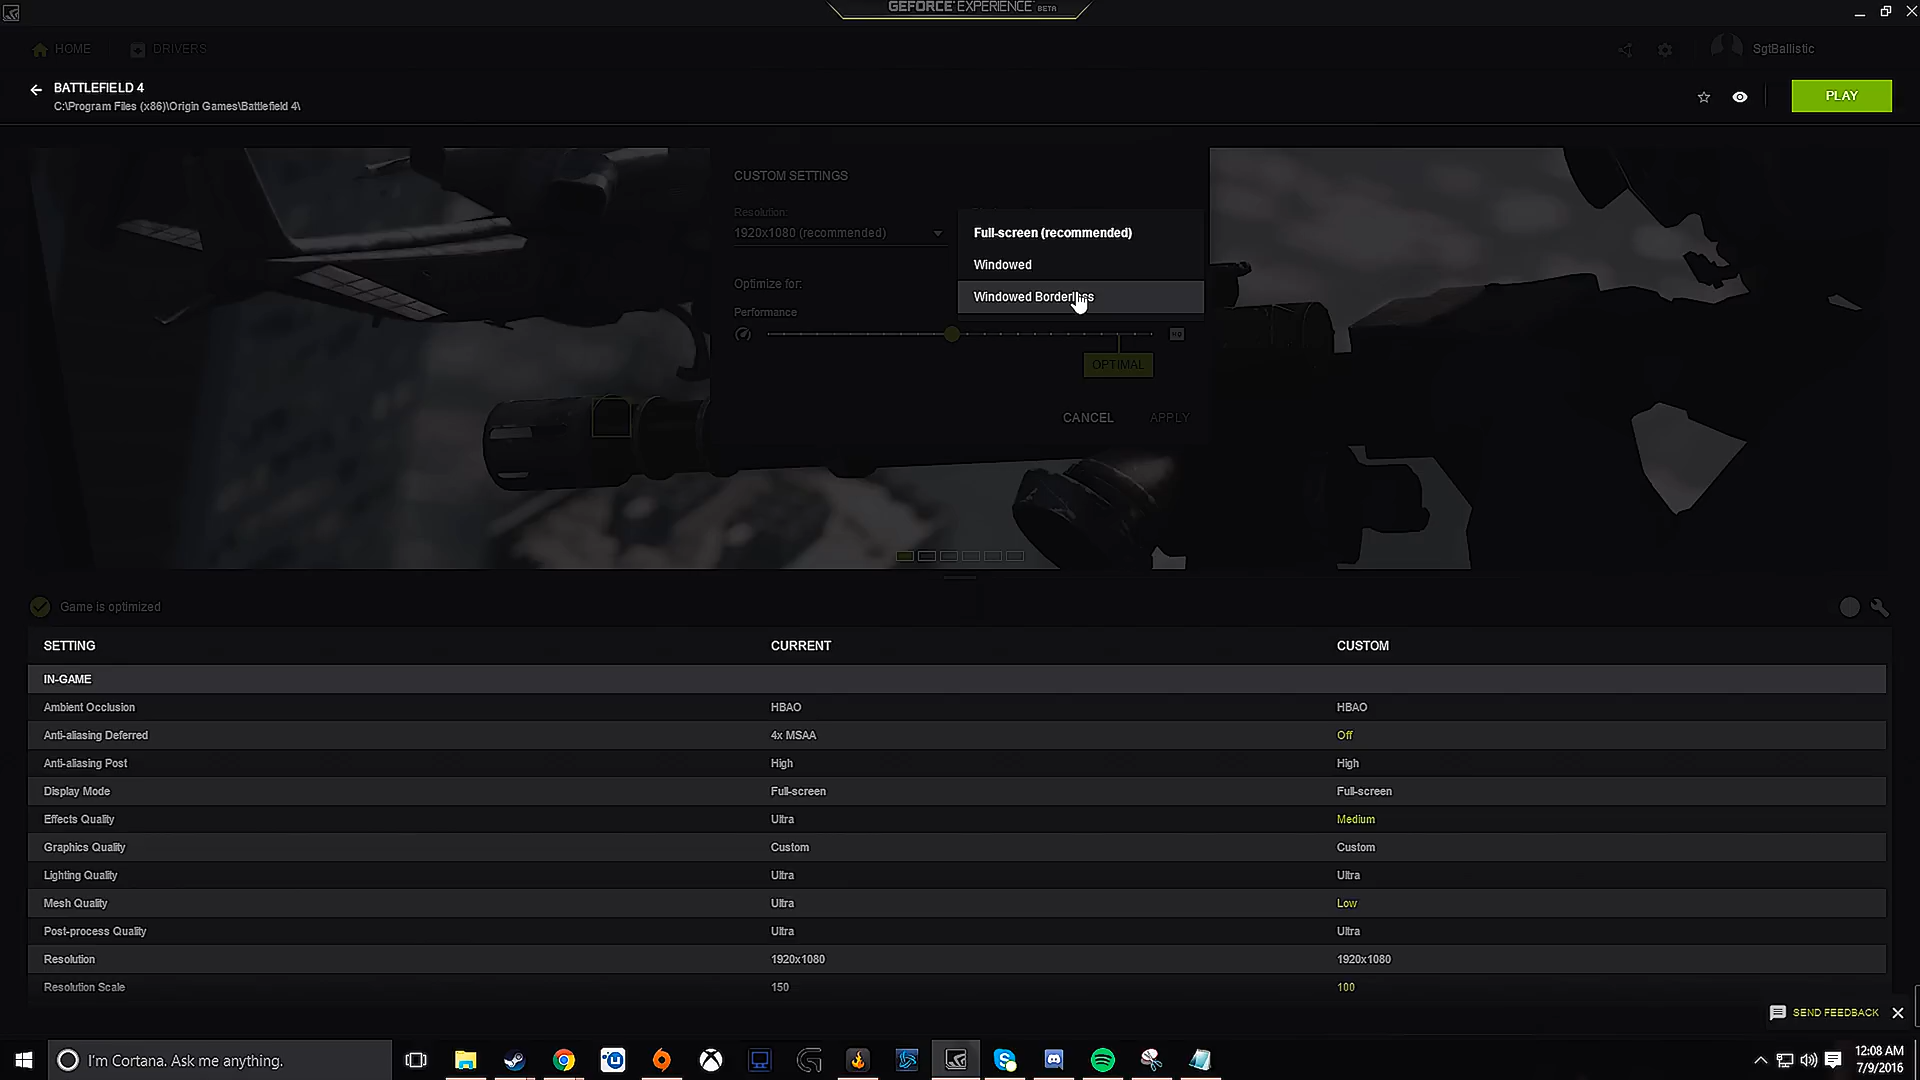 GEFORCE EXPERIENCE BETA
HOME
DRIVERS
SgtBallistic
BATTLEFIELD 4
C:\Program Files (x86)\Origin Games\Battlefield 4\
PLAY
CUSTOM SETTINGS
Resolution:
1920x1080 (recommended)
Full-screen (recommended)
Windowed
Windowed Borderless
Optimize for:
Performance
HD
OPTIMAL
CANCEL
APPLY
Game is optimized
SETTING CURRENT CUSTOM
IN-GAME
Ambient Occlusion HBAO HBAO
Anti-aliasing Deferred 4x MSAA Off
Anti-aliasing Post High High
Display Mode Full-screen Full-screen
Effects Quality Ultra Medium
Graphics Quality Custom Custom
Lighting Quality Ultra Ultra
Mesh Quality Ultra Low
Post-process Quality Ultra Ultra
Resolution 1920x1080 1920x1080
Resolution Scale 150 100
SEND FEEDBACK
I'm Cortana. Ask me anything.
12:08 AM
7/9/2016